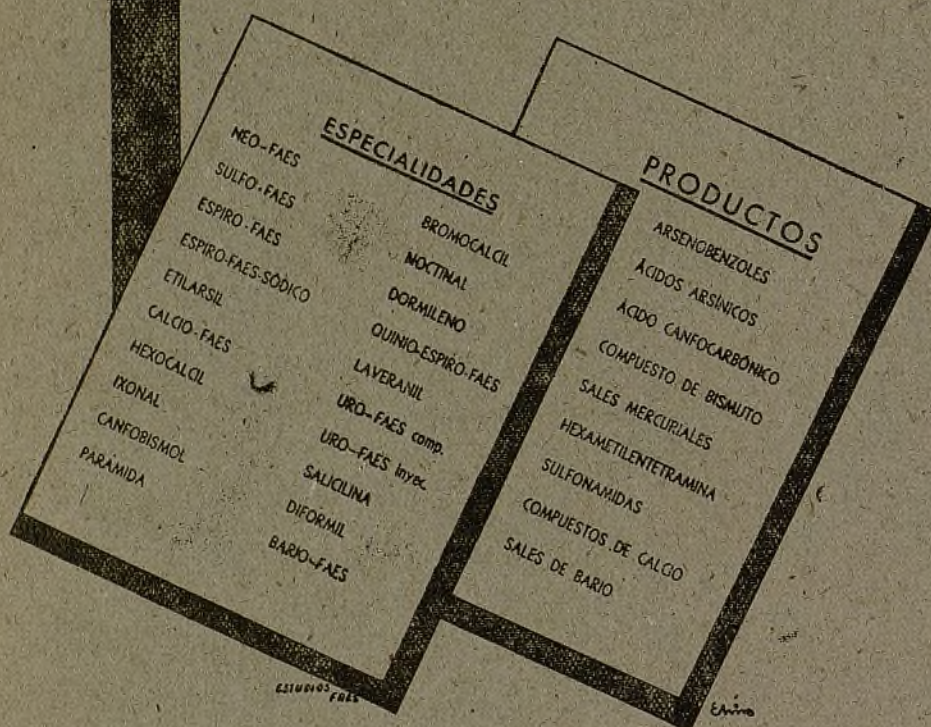 ESPECIALIDADES
NEO-FAES
SULFO-FAES
ESPIRO-FAES
ESPIRO-FAES-SODICO
ETILARSIL
CALCIO-FAES
HEXOCALCIL
IXONAL
CANFOBISMOL
PARAMIDA
BROMOCALCIL
NOCTINAL
DORMILENO
QUINIO-ESPIRO-FAES
LAVERANIL
URO-FAES comp.
URO-FAES Inyec.
SALICILINA
DIFORMIL
BARIO-FAES
PRODUCTOS
ARSENOBENZOLES
ÁCIDOS ARSÍNICOS
ÁCIDO CANFOCARBÓNICO
COMPUESTO DE BISMUTO
SALES MERCURIALES
HEXAMETILENTETRAMINA
SULFONAMIDAS
COMPUESTOS DE CALCIO
SALES DE BARIO
ESTUDIOS
FAES